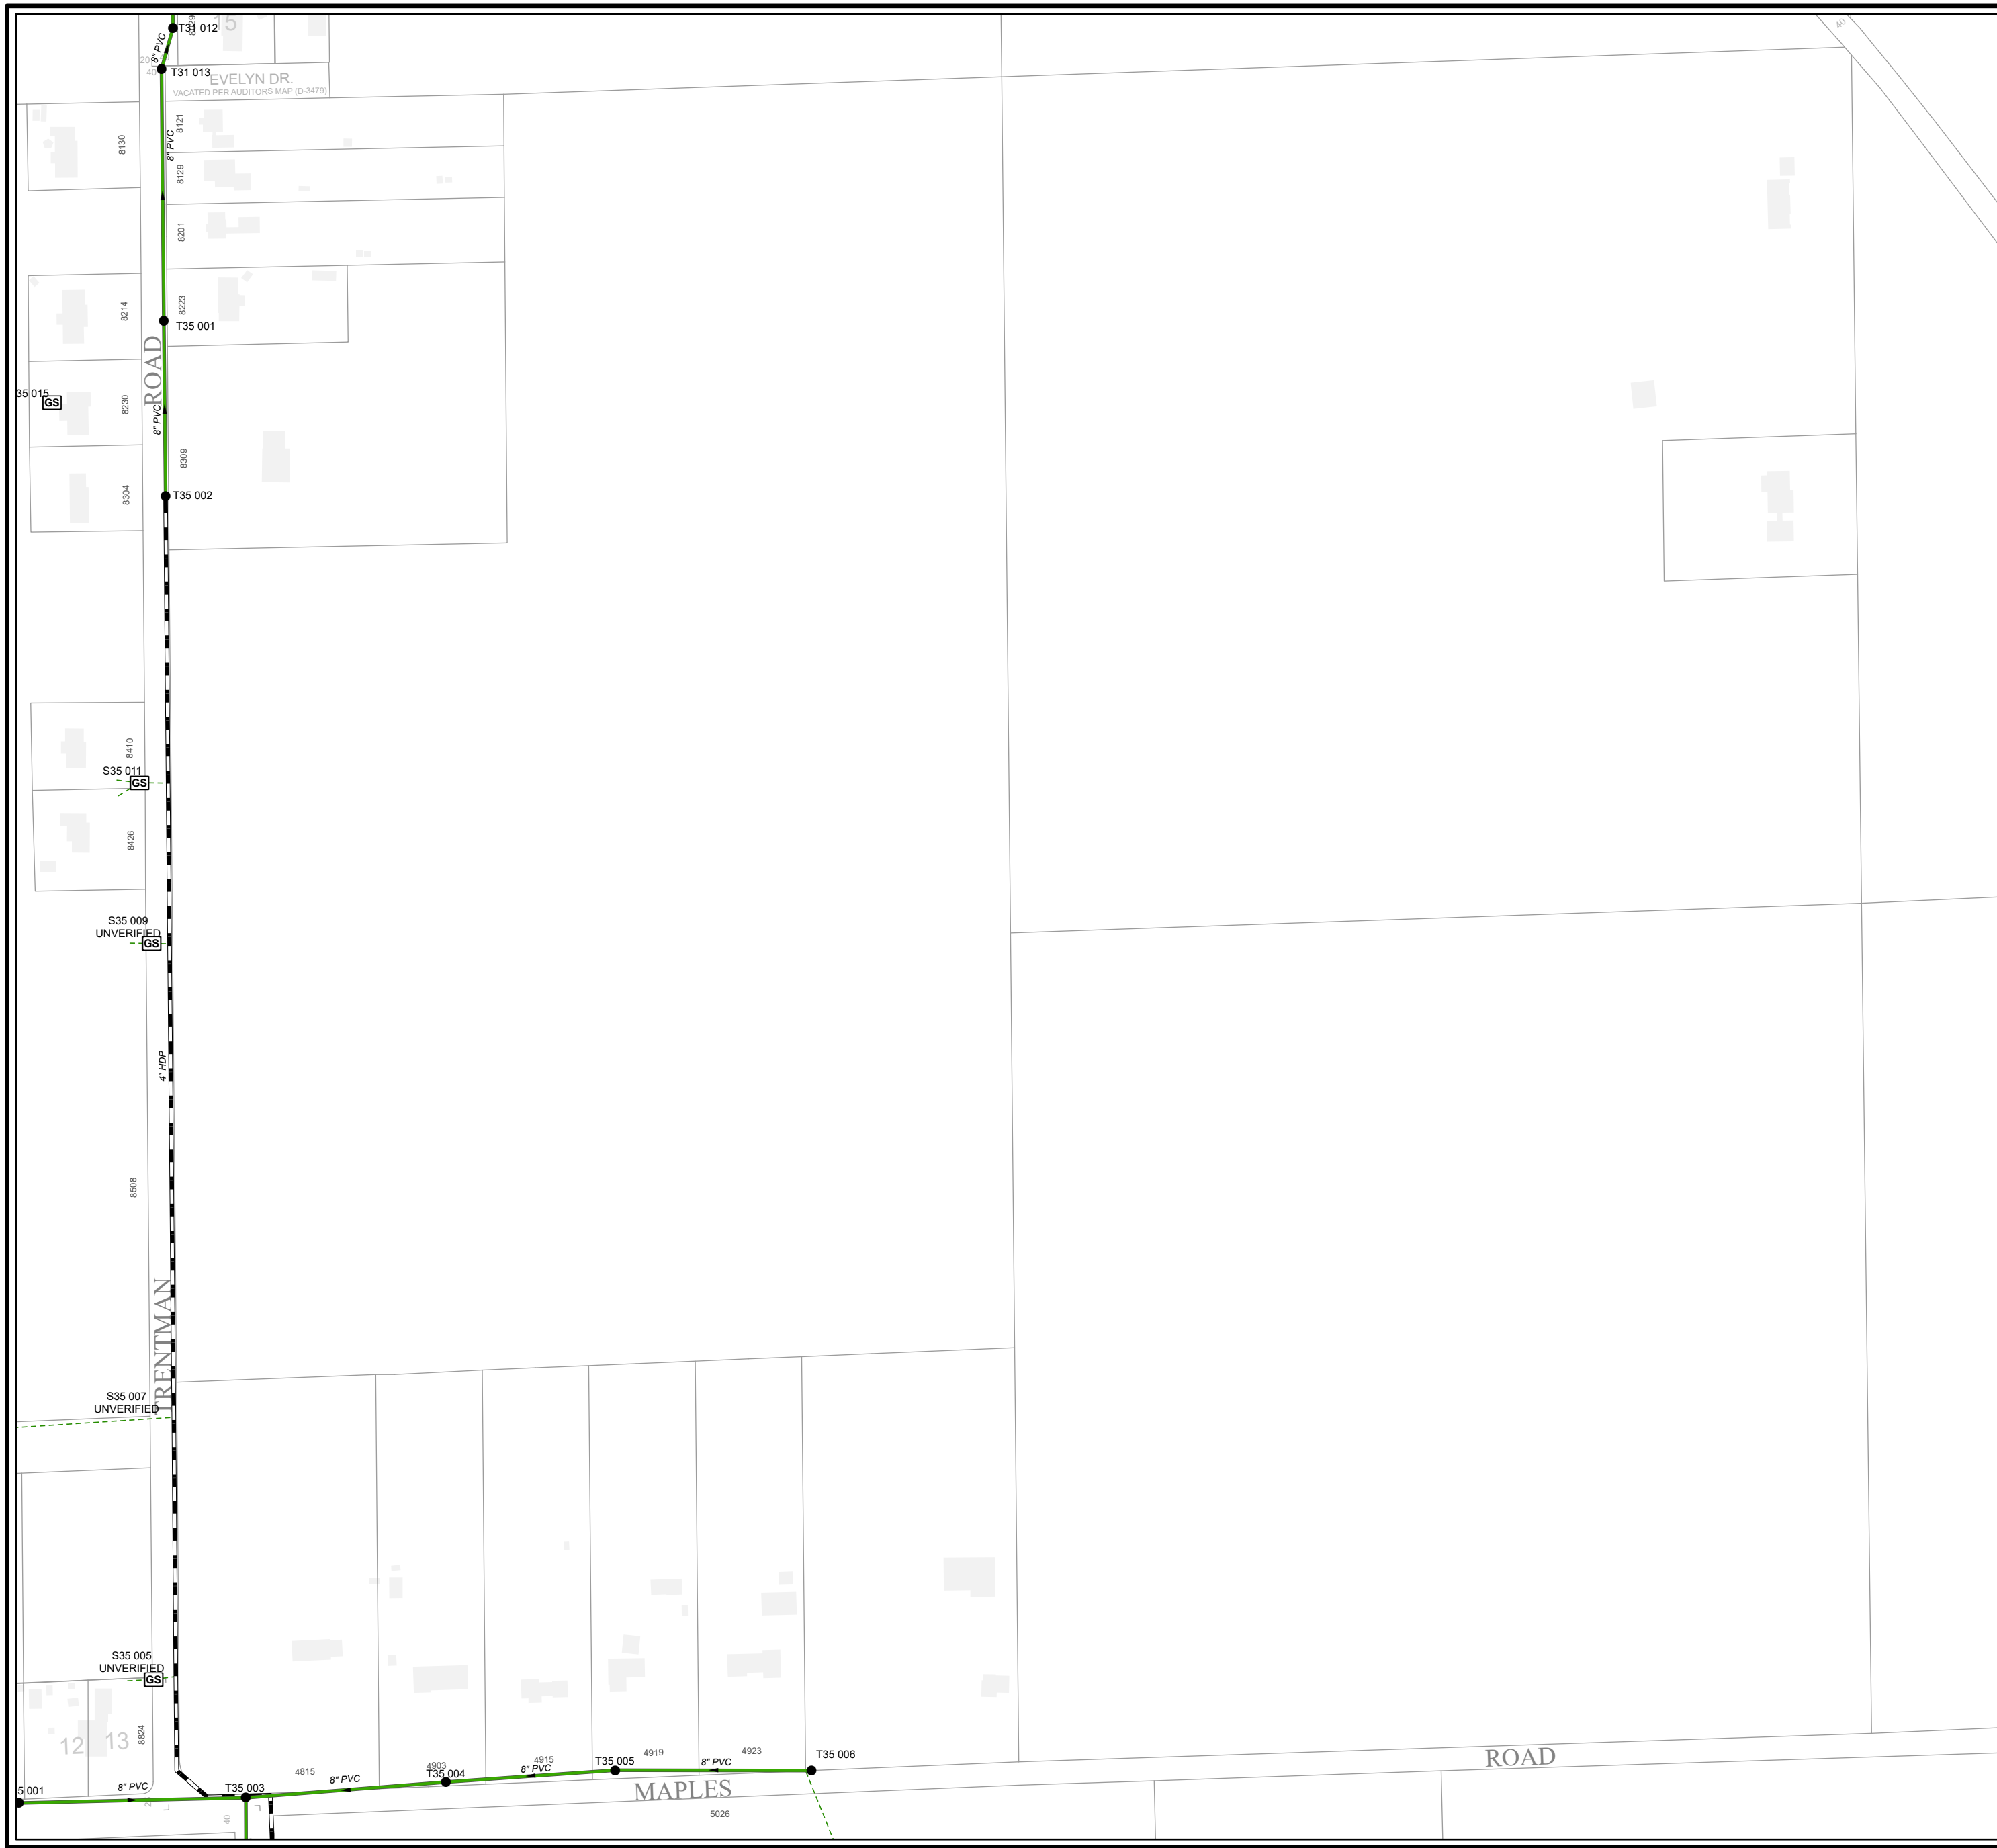 15
T31 012
8" PVC
20
40
T31 013
EVELYN DR.
VACATED PER AUDITORS MAP (D-3479)
40
8130
8121
8" PVC
8129
8201
8214
8223
T35 001
ROAD
35 015
GS
8230
8" PVC
8309
8304
T35 002
8410
S35 011
GS
8426
S35 009
UNVERIFIED
GS
4" HDP
8508
TRENTMAN
S35 007
UNVERIFIED
S35 005
UNVERIFIED
GS
12
13
8824
4815
4903
4915
4919
4923
T35 006
T35 005
T35 004
T35 003
8" PVC
8" PVC
8" PVC
8" PVC
5 001
40
MAPLES
ROAD
5026